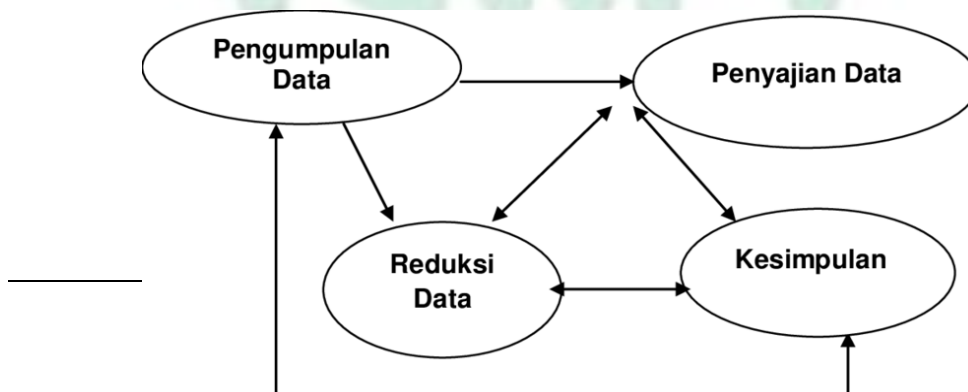 Pengumpulan
Data
Penyajian Data
Reduksi
Data
Kesimpulan